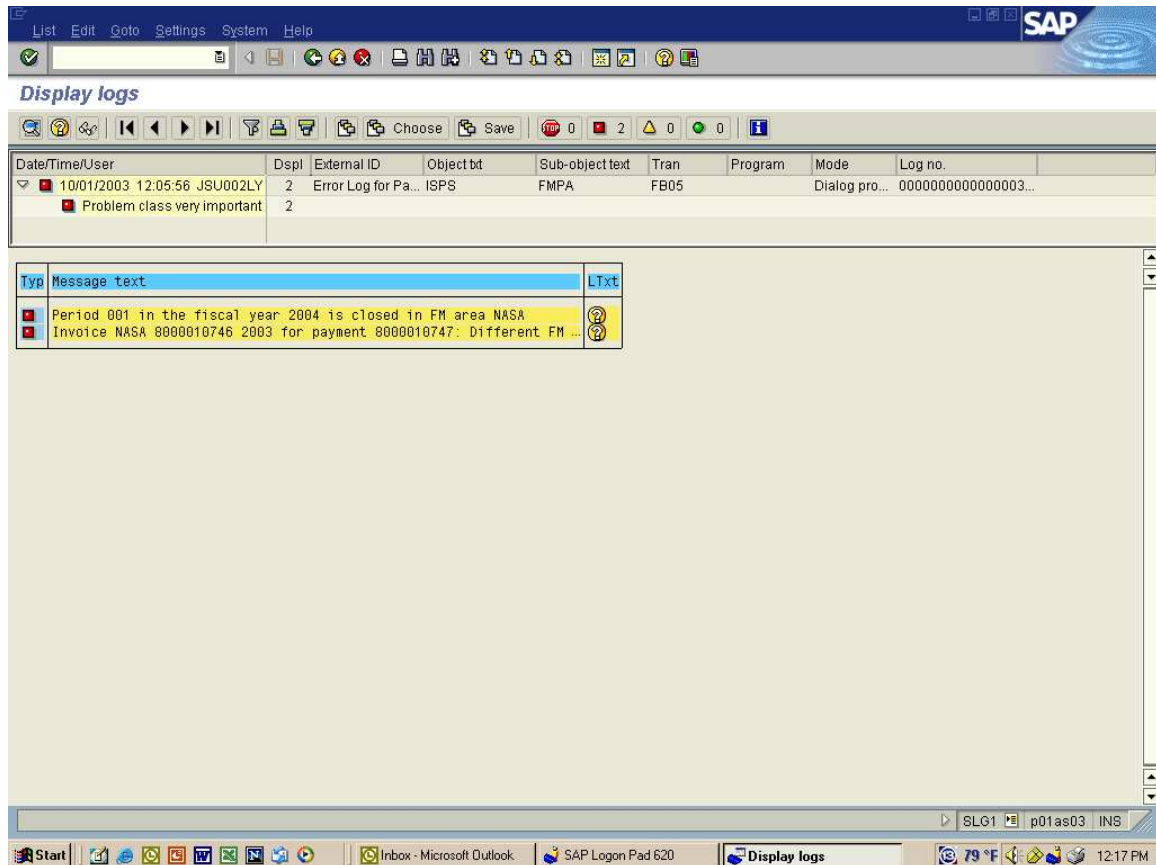 List Edit Goto Settings System Help
SAP
Display logs
Choose Save STOP 0 2 0 0
Date/Time/User Dspl External ID Object txt Sub-object text Tran Program Mode Log no.
10/01/2003 12:05:56 JSU002LY 2 Error Log for Pa... ISPS FMPA FB05 Dialog pro... 0000000000000003...
Problem class very important 2
Typ Message text LTxt
Period 001 in the fiscal year 2004 is closed in FM area NASA
Invoice NASA 8000010746 2003 for payment 8000010747: Different FM ...
SLG1 p01as03 INS
Start Inbox - Microsoft Outlook SAP Logon Pad 620 Display logs 79 °F 12:17 PM